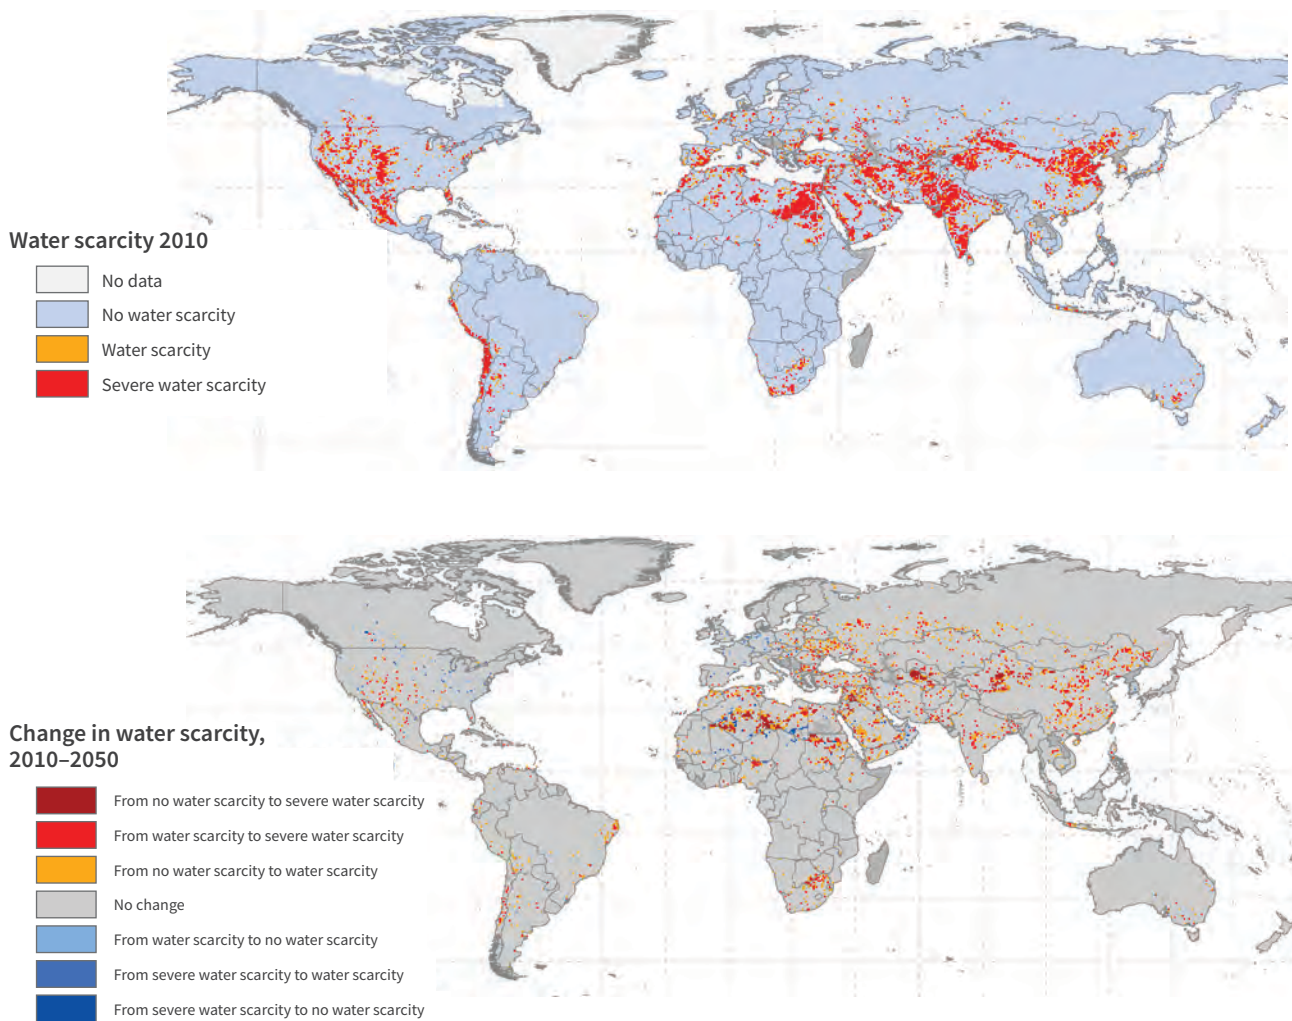 Water scarcity 2010
No data
No water scarcity
Water scarcity
Severe water scarcity
Change in water scarcity,
2010–2050
From no water scarcity to severe water scarcity
From water scarcity to severe water scarcity
From no water scarcity to water scarcity
No change
From water scarcity to no water scarcity
From severe water scarcity to water scarcity
From severe water scarcity to no water scarcity